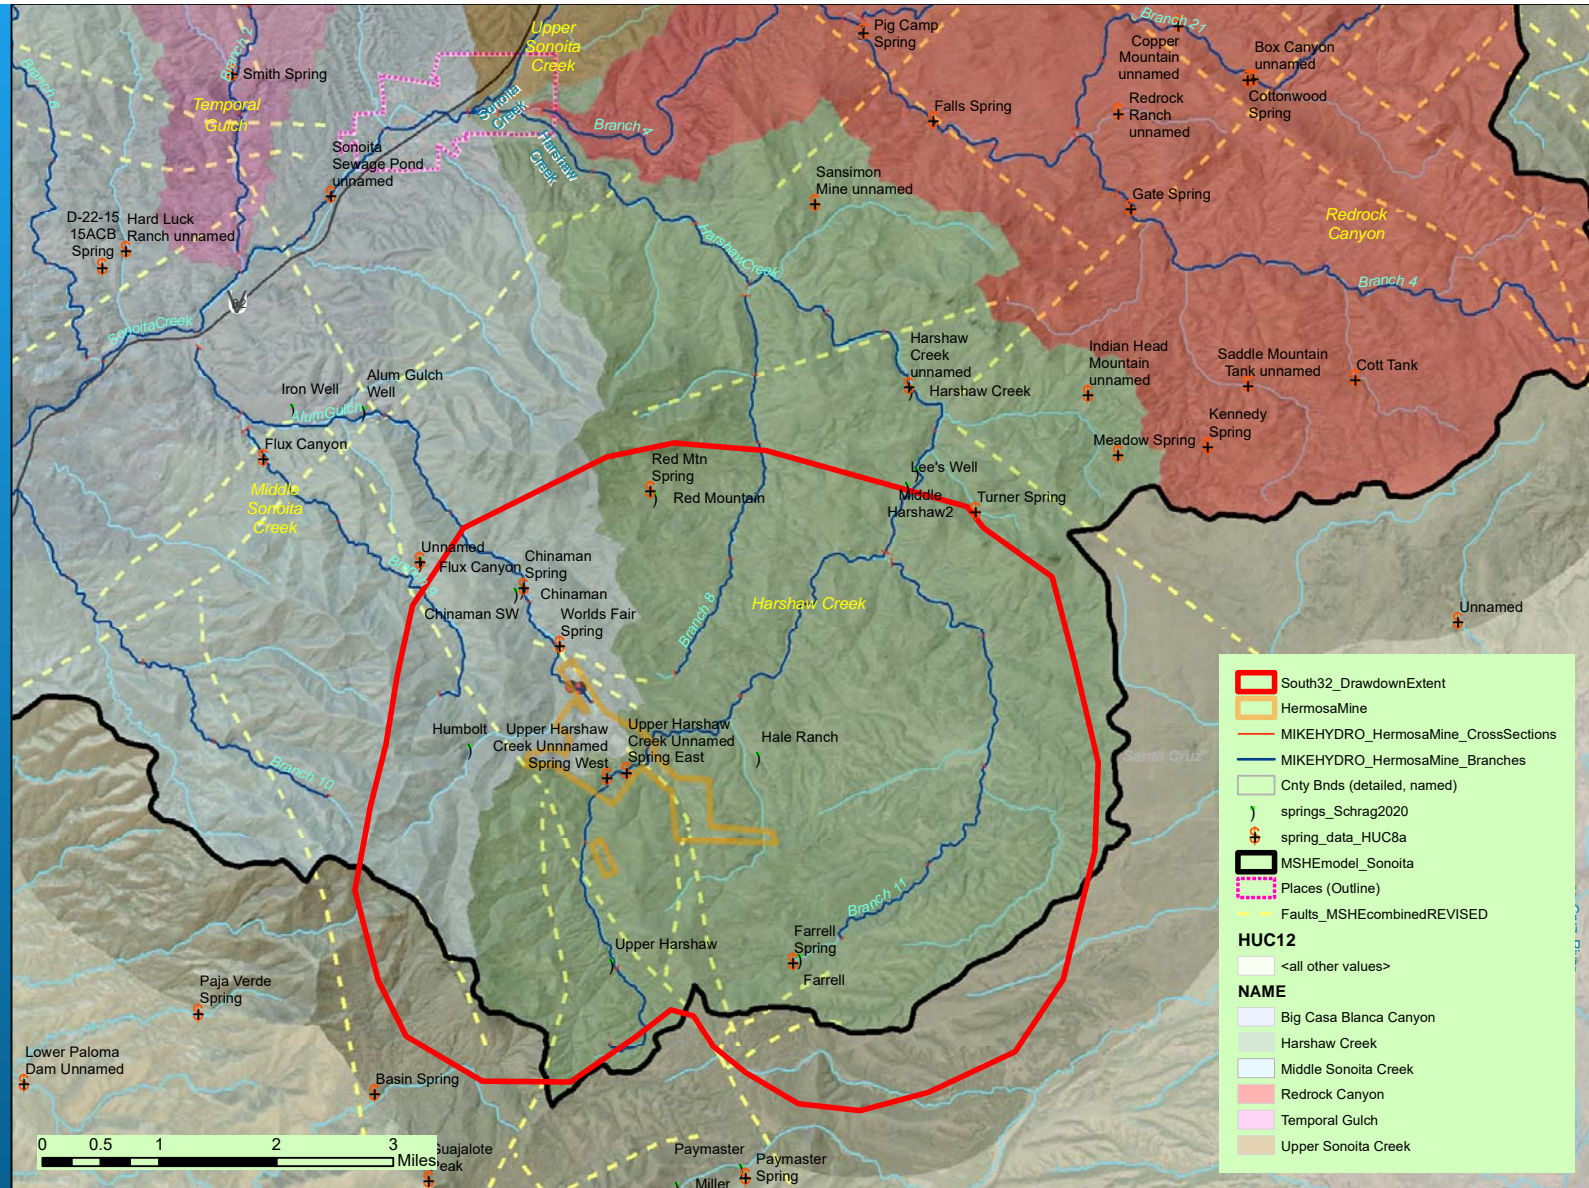 Branch 2
Branch 6
Smith Spring
Temporal
Gulch
Upper
Sonoita
Creek
Sonoita
Creek
Harshaw
Creek
Branch 4
Pig Camp
Spring
Branch 21
Copper
Mountain
unnamed
Box Canyon
unnamed
Falls Spring
Redrock
Ranch
unnamed
Cottonwood
Spring
Sonoita
Sewage Pond
unnamed
Sansimon
Mine unnamed
Gate Spring
Redrock
Canyon
D-22-15
15ACB
Spring
Hard Luck
Ranch unnamed
HarshawCreek
Branch 4
82
SonoitaCreek
Harshaw
Creek
unnamed
Harshaw Creek
Indian Head
Mountain
unnamed
Saddle Mountain
Tank unnamed
Cott Tank
Iron Well
Alum Gulch
Well
AlumGulch
Flux Canyon
Kennedy
Spring
Meadow Spring
Red Mtn
Spring
Red Mountain
Lee's Well
Middle
Harshaw2
Turner Spring
Middle
Sonoita
Creek
Unnamed
Flux Canyon
Chinaman
Spring
Chinaman
Chinaman SW
Worlds Fair
Spring
Branch 8
Harshaw Creek
Unnamed
Humbolt
Upper Harshaw
Creek Unnamed
Spring West
Upper Harshaw
Creek Unnamed
Spring East
Hale Ranch
Santa Cruz
Branch 10
Branch 11
Upper Harshaw
Farrell
Spring
Farrell
Paja Verde
Spring
Lower Paloma
Dam Unnamed
Basin Spring
Guajalote
Peak
Paymaster
Paymaster
Spring
Miller
0 0.5 1 2 3
Miles
South32_DrawdownExtent
HermosaMine
MIKEHYDRO_HermosaMine_CrossSections
MIKEHYDRO_HermosaMine_Branches
Cnty Bnds (detailed, named)
springs_Schrag2020
spring_data_HUC8a
MSHEmodel_Sonoita
Places (Outline)
Faults_MSHEcombinedREVISED
HUC12
<all other values>
NAME
Big Casa Blanca Canyon
Harshaw Creek
Middle Sonoita Creek
Redrock Canyon
Temporal Gulch
Upper Sonoita Creek